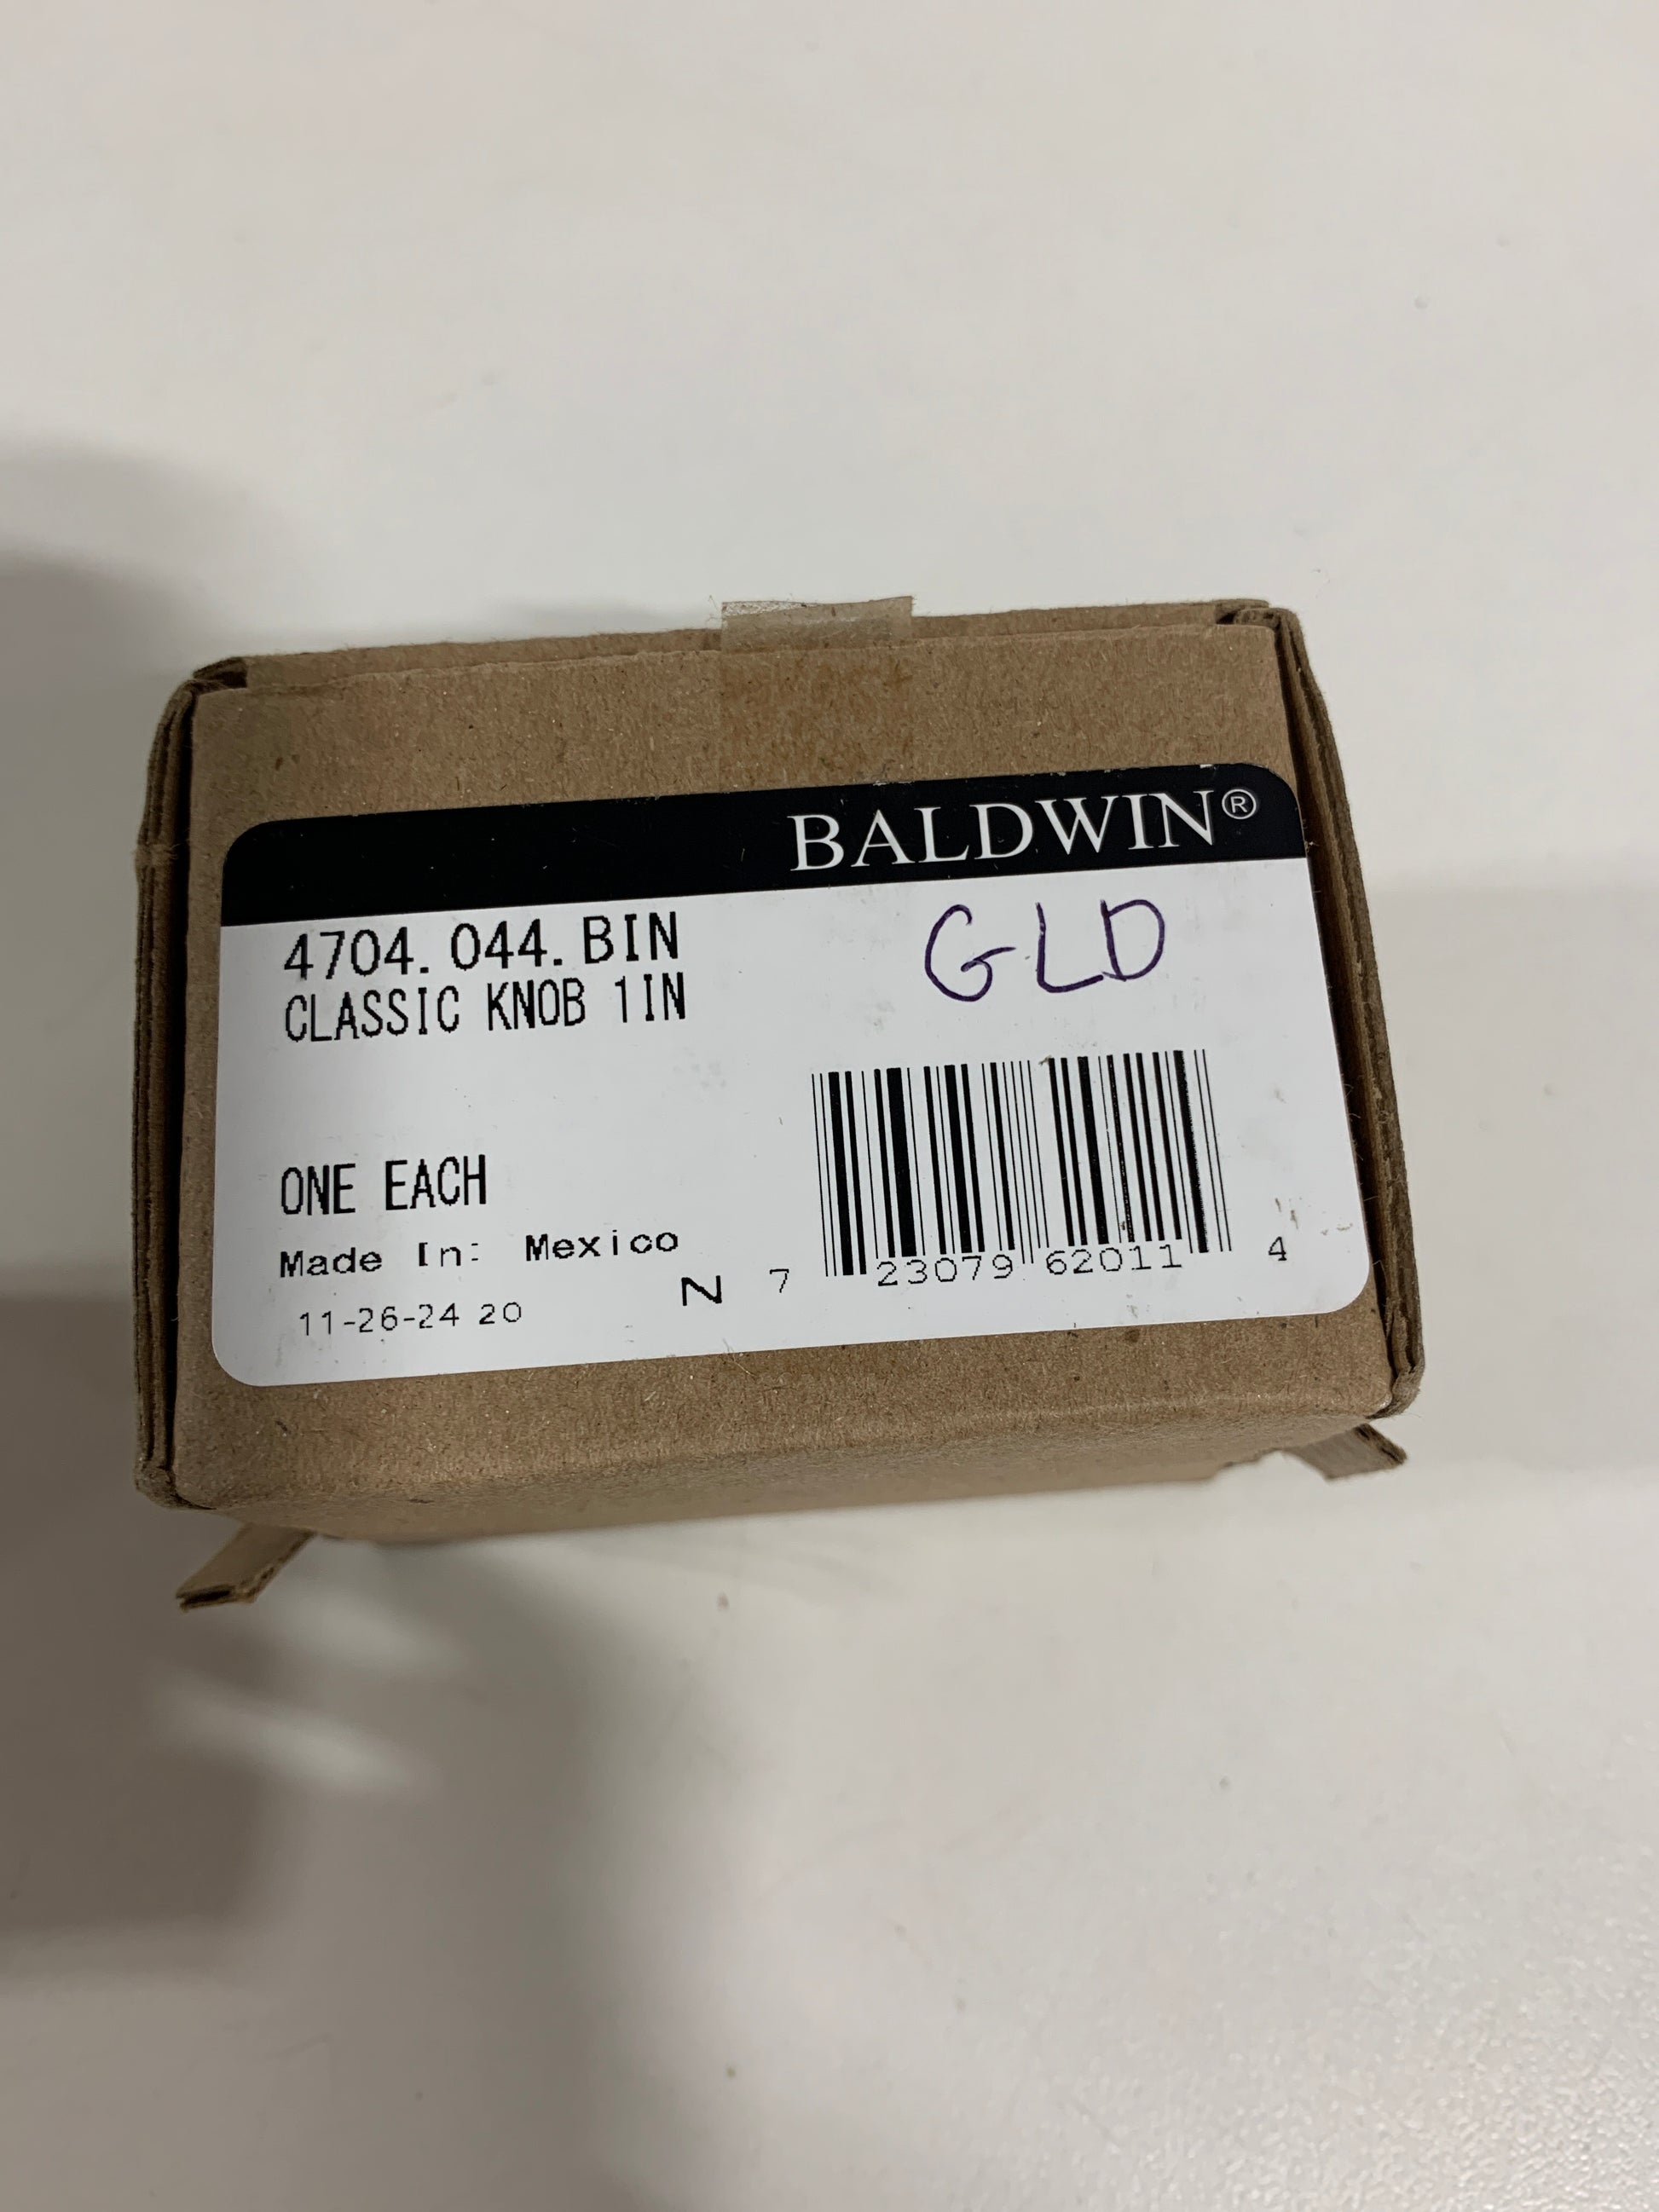 BALDWIN®
4704.044.BIN
GLD
CLASSIC KNOB 1IN
ONE EACH
Made In: Mexico
11-26-24 20
N
7 23079 62011 4